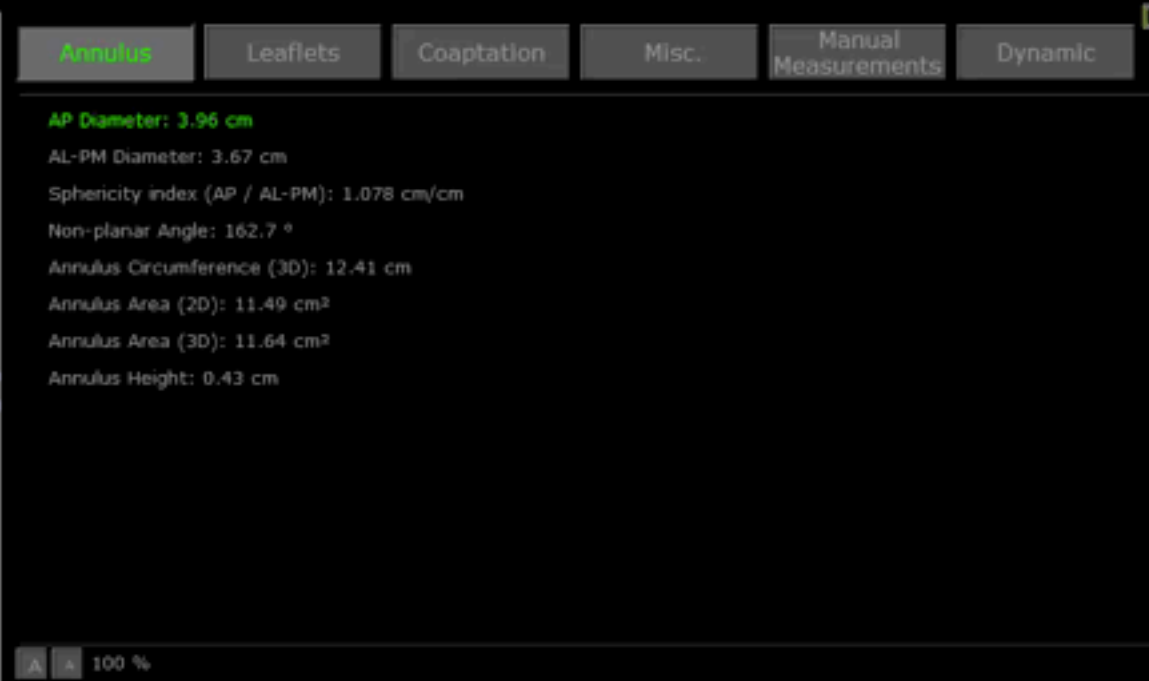 Annulus
Leaflets
Coaptation
Misc.
Manual
Measurements
Dynamic
AP Diameter: 3.96 cm
AL-PM Diameter: 3.67 cm
Sphericity index (AP / AL-PM): 1.078 cm/cm
Non-planar Angle: 162.7 °
Annulus Circumference (3D): 12.41 cm
Annulus Area (2D): 11.49 cm²
Annulus Area (3D): 11.64 cm²
Annulus Height: 0.43 cm
A A 100 %